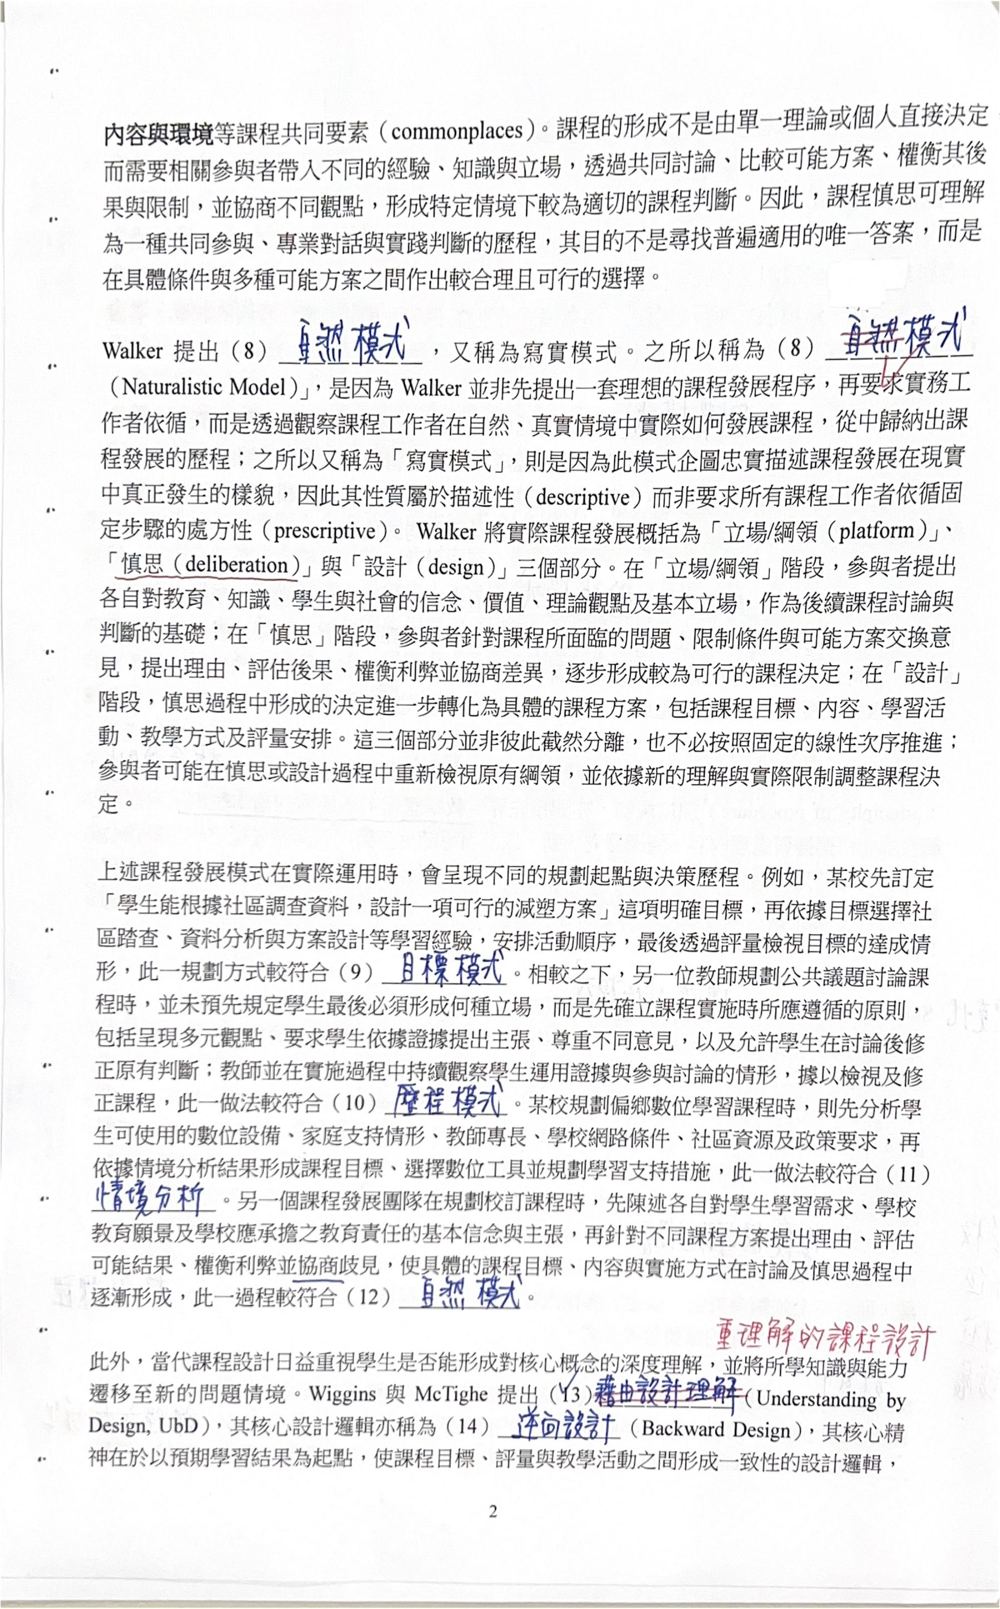 內容與環境等課程共同要素（commonplaces）。課程的形成不是由單一理論或個人直接決定，
而需要相關參與者帶入不同的經驗、知識與立場，透過共同討論、比較可能方案、權衡其後
果與限制，並協商不同觀點，形成特定情境下較為適切的課程判斷。因此，課程慎思可理解
為一種共同參與、專業對話與實踐判斷的歷程，其目的不是尋找普遍適用的唯一答案，而是
在具體條件與多種可能方案之間作出較合理且可行的選擇。
Walker 提出（8）自然模式，又稱為寫實模式。之所以稱為（8）自然模式
（Naturalistic Model）」，是因為 Walker 並非先提出一套理想的課程發展程序，再要求實務工
作者依循，而是透過觀察課程工作者在自然、真實情境中實際如何發展課程，從中歸納出課
程發展的歷程；之所以又稱為「寫實模式」，則是因為此模式企圖忠實描述課程發展在現實
中真正發生的樣貌，因此其性質屬於描述性（descriptive）而非要求所有課程工作者依循固
定步驟的處方性（prescriptive）。 Walker 將實際課程發展概括為「立場/綱領（platform）」、
「慎思（deliberation）」與「設計（design）」三個部分。在「立場/綱領」階段，參與者提出
各自對教育、知識、學生與社會的信念、價值、理論觀點及基本立場，作為後續課程討論與
判斷的基礎；在「慎思」階段，參與者針對課程所面臨的問題、限制條件與可能方案交換意
見，提出理由、評估後果、權衡利弊並協商差異，逐步形成較為可行的課程決定；在「設計」
階段，慎思過程中形成的決定進一步轉化為具體的課程方案，包括課程目標、內容、學習活
動、教學方式及評量安排。這三個部分並非彼此截然分離，也不必按照固定的線性次序推進；
參與者可能在慎思或設計過程中重新檢視原有綱領，並依據新的理解與實際限制調整課程決
定。
上述課程發展模式在實際運用時，會呈現不同的規劃起點與決策歷程。例如，某校先訂定
「學生能根據社區調查資料，設計一項可行的減塑方案」這項明確目標，再依據目標選擇社
區踏查、資料分析與方案設計等學習經驗，安排活動順序，最後透過評量檢視目標的達成情
形，此一規劃方式較符合（9）目標模式。相較之下，另一位教師規劃公共議題討論課
程時，並未預先規定學生最後必須形成何種立場，而是先確立課程實施時所應遵循的原則，
包括呈現多元觀點、要求學生依據證據提出主張、尊重不同意見，以及允許學生在討論後修
正原有判斷；教師並在實施過程中持續觀察學生運用證據與參與討論的情形，據以檢視及修
正課程，此一做法較符合（10）歷程模式。某校規劃偏鄉數位學習課程時，則先分析學
生可使用的數位設備、家庭支持情形、教師專長、學校網路條件、社區資源及政策要求，再
依據情境分析結果形成課程目標、選擇數位工具並規劃學習支持措施，此一做法較符合（11）
情境分析。另一個課程發展團隊在規劃校訂課程時，先陳述各自對學生學習需求、學校
教育願景及學校應承擔之教育責任的基本信念與主張，再針對不同課程方案提出理由、評估
可能結果、權衡利弊並協商歧見，使具體的課程目標、內容與實施方式在討論及慎思過程中
逐漸形成，此一過程較符合（12）自然模式。
重理解的課程設計
此外，當代課程設計日益重視學生是否能形成對核心概念的深度理解，並將所學知識與能力
遷移至新的問題情境。Wiggins 與 McTighe 提出（13）藉由設計理解（Understanding by
Design, UbD），其核心設計邏輯亦稱為（14）逆向設計（Backward Design），其核心精
神在於以預期學習結果為起點，使課程目標、評量與教學活動之間形成一致性的設計邏輯，
2